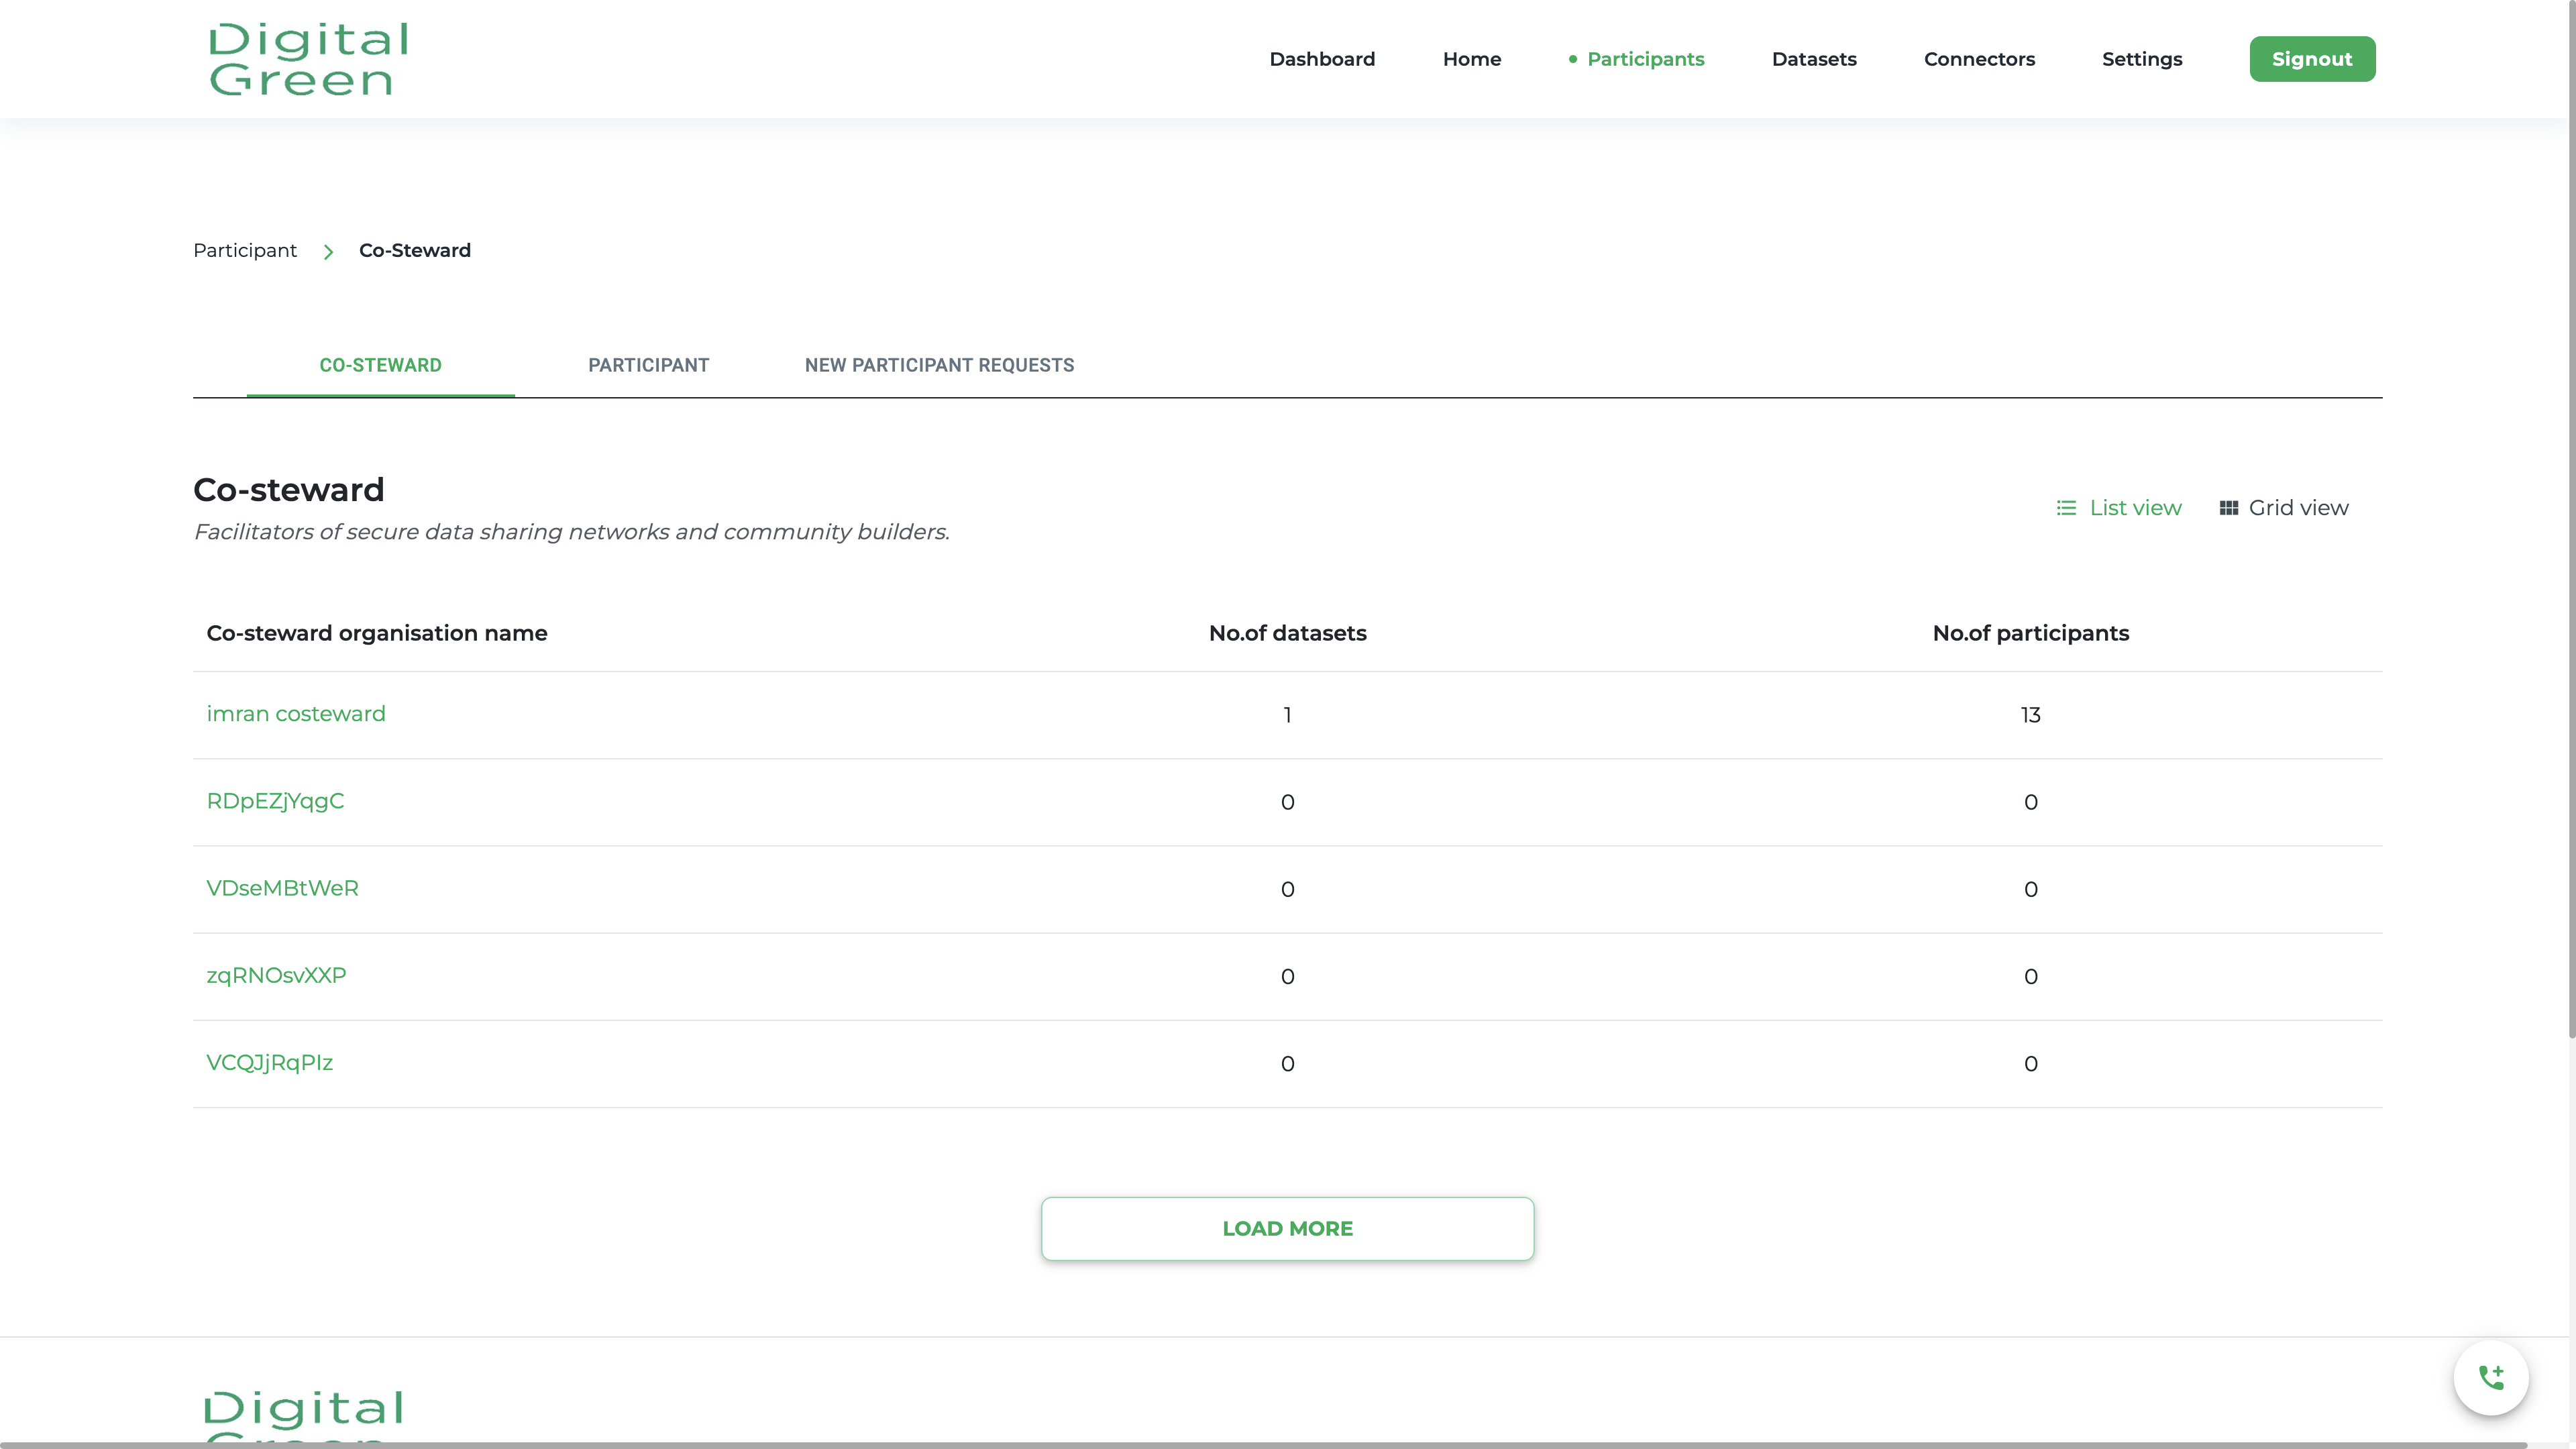 Digital
Green
Dashboard Home Participants Datasets Connectors Settings Signout
Participant Co-Steward
CO-STEWARD PARTICIPANT NEW PARTICIPANT REQUESTS
Co-steward
Facilitators of secure data sharing networks and community builders.
List view Grid view
Co-steward organisation name No.of datasets No.of participants
imran costeward 1 13
RDpEZjYqgC 0 0
VDseMBtWeR 0 0
zqRNOsvXXP 0 0
VCQJjRqPIz 0 0
LOAD MORE
Digital
Green